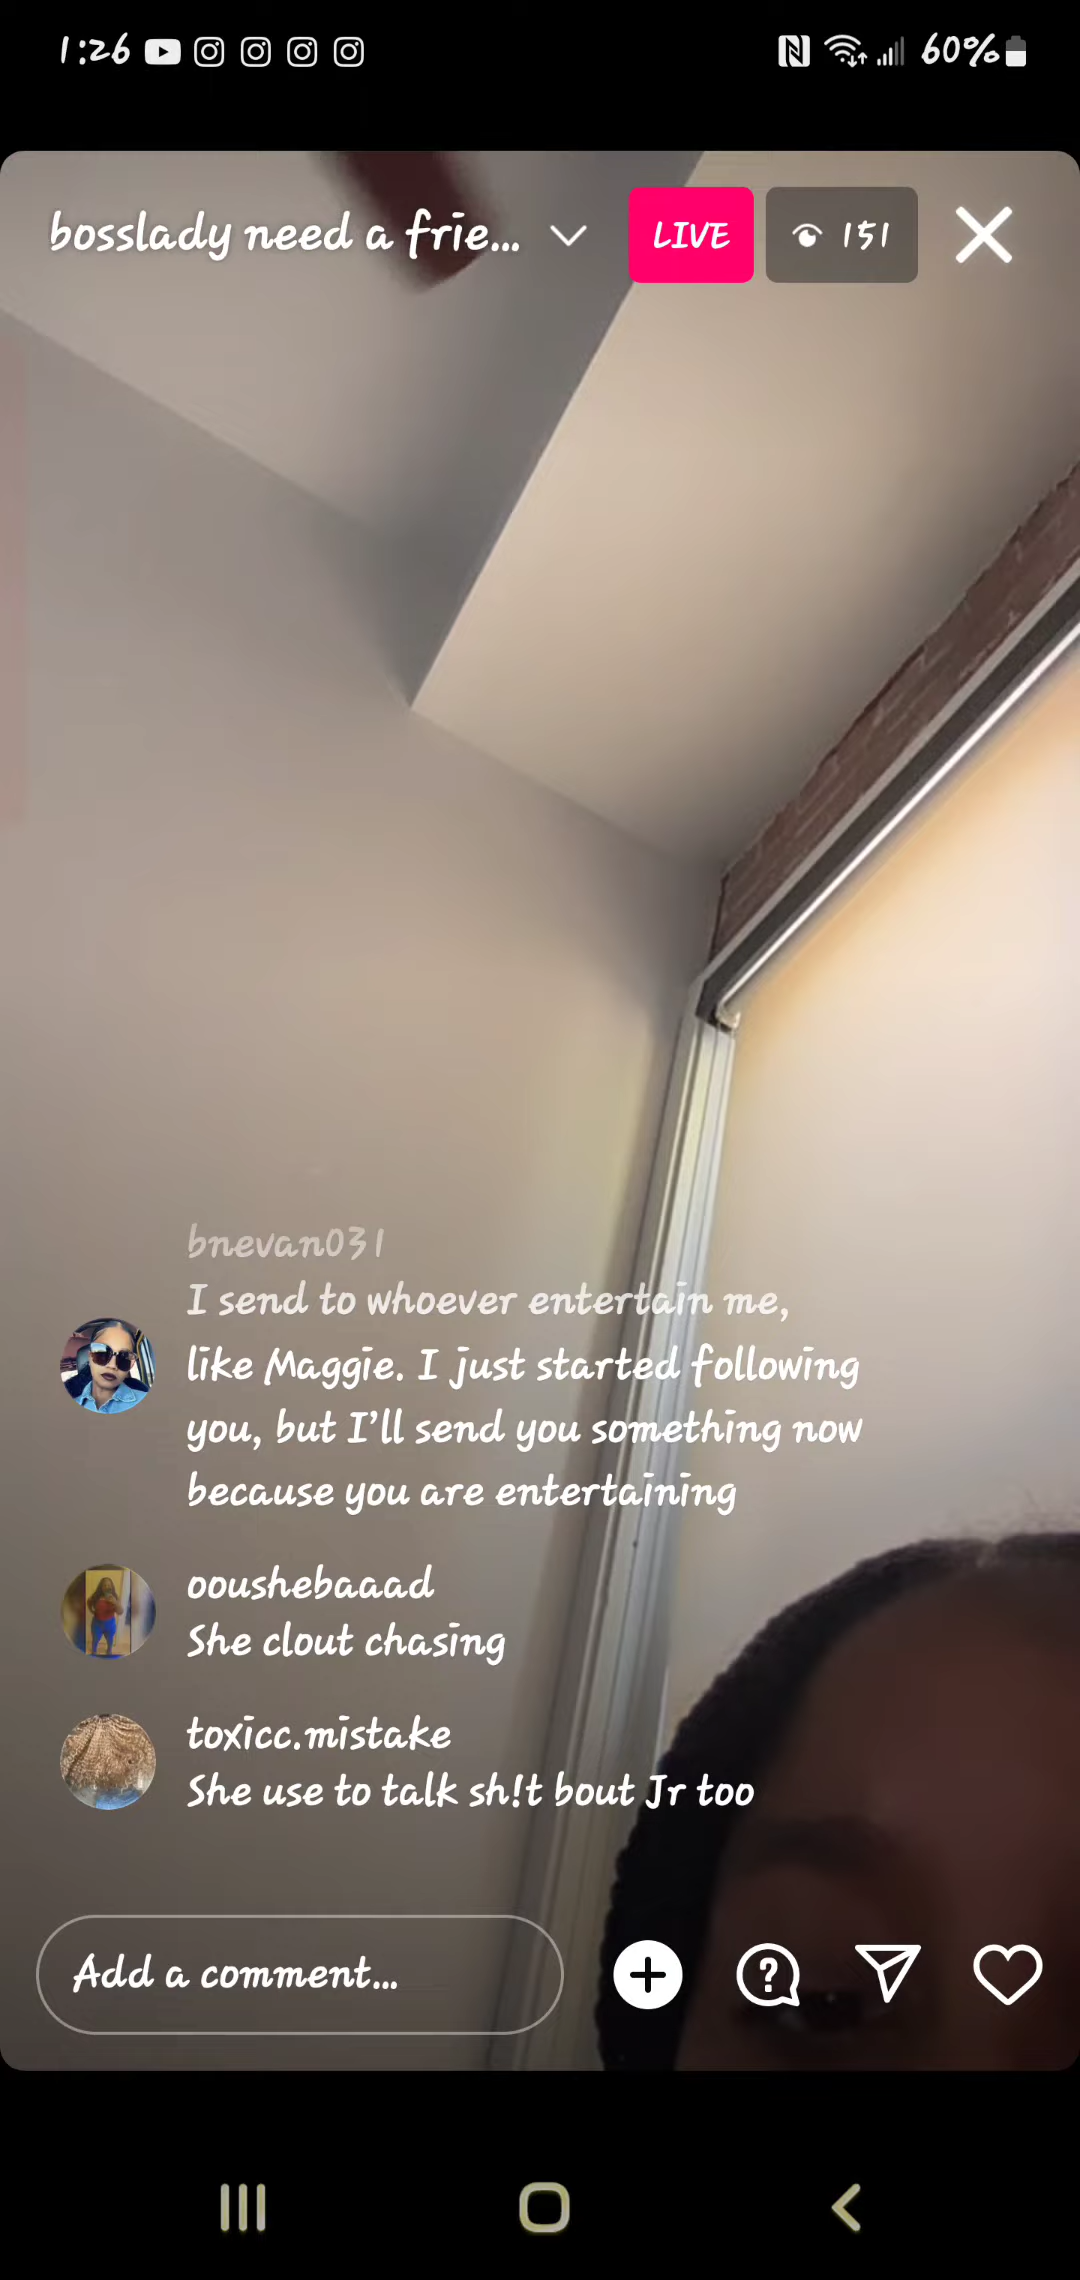 1:26 60%
bosslady need a frie... LIVE 151
bnevan031
I send to whoever entertain me,
like Maggie. I just started following
you, but I'll send you something now
because you are entertaining
ooushebaaad
She clout chasing
toxicc.mistake
She use to talk sh!t bout Jr too
Add a comment...